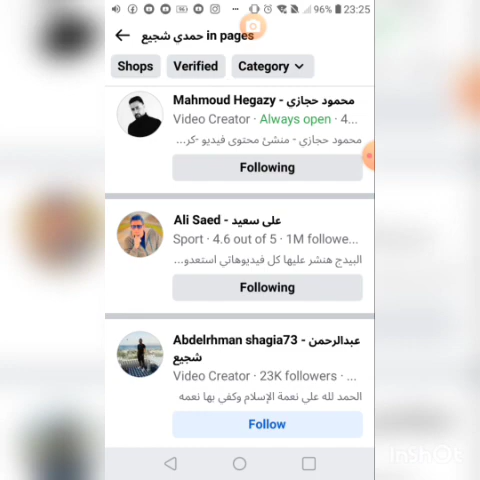 96% 23:25
حمدي شجيع in pages
Shops Verified Category
Mahmoud Hegazy - محمود حجازي
Video Creator · Always open · 4...
محمود حجازي - منشئ محتوى فيديو -كر...
Following
Ali Saed - على سعيد
Sport · 4.6 out of 5 · 1M followe...
البيدج هنشر عليها كل فيديوهاتي استعدو...
Following
Abdelrhman shagia73 - عبدالرحمن
شجيع
Video Creator · 23K followers · ...
الحمد لله علي نعمة الإسلام وكفي بها نعمه
Follow
InShOt